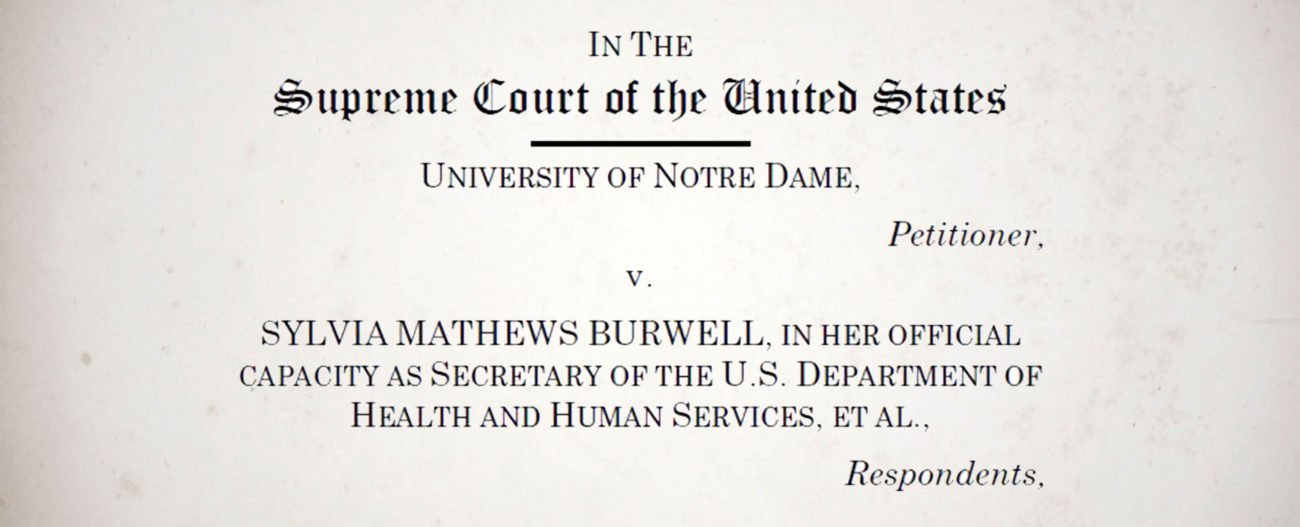 IN THE
Supreme Court of the United States
UNIVERSITY OF NOTRE DAME,
Petitioner,
v.
SYLVIA MATHEWS BURWELL, IN HER OFFICIAL
CAPACITY AS SECRETARY OF THE U.S. DEPARTMENT OF
HEALTH AND HUMAN SERVICES, ET AL.,
Respondents,